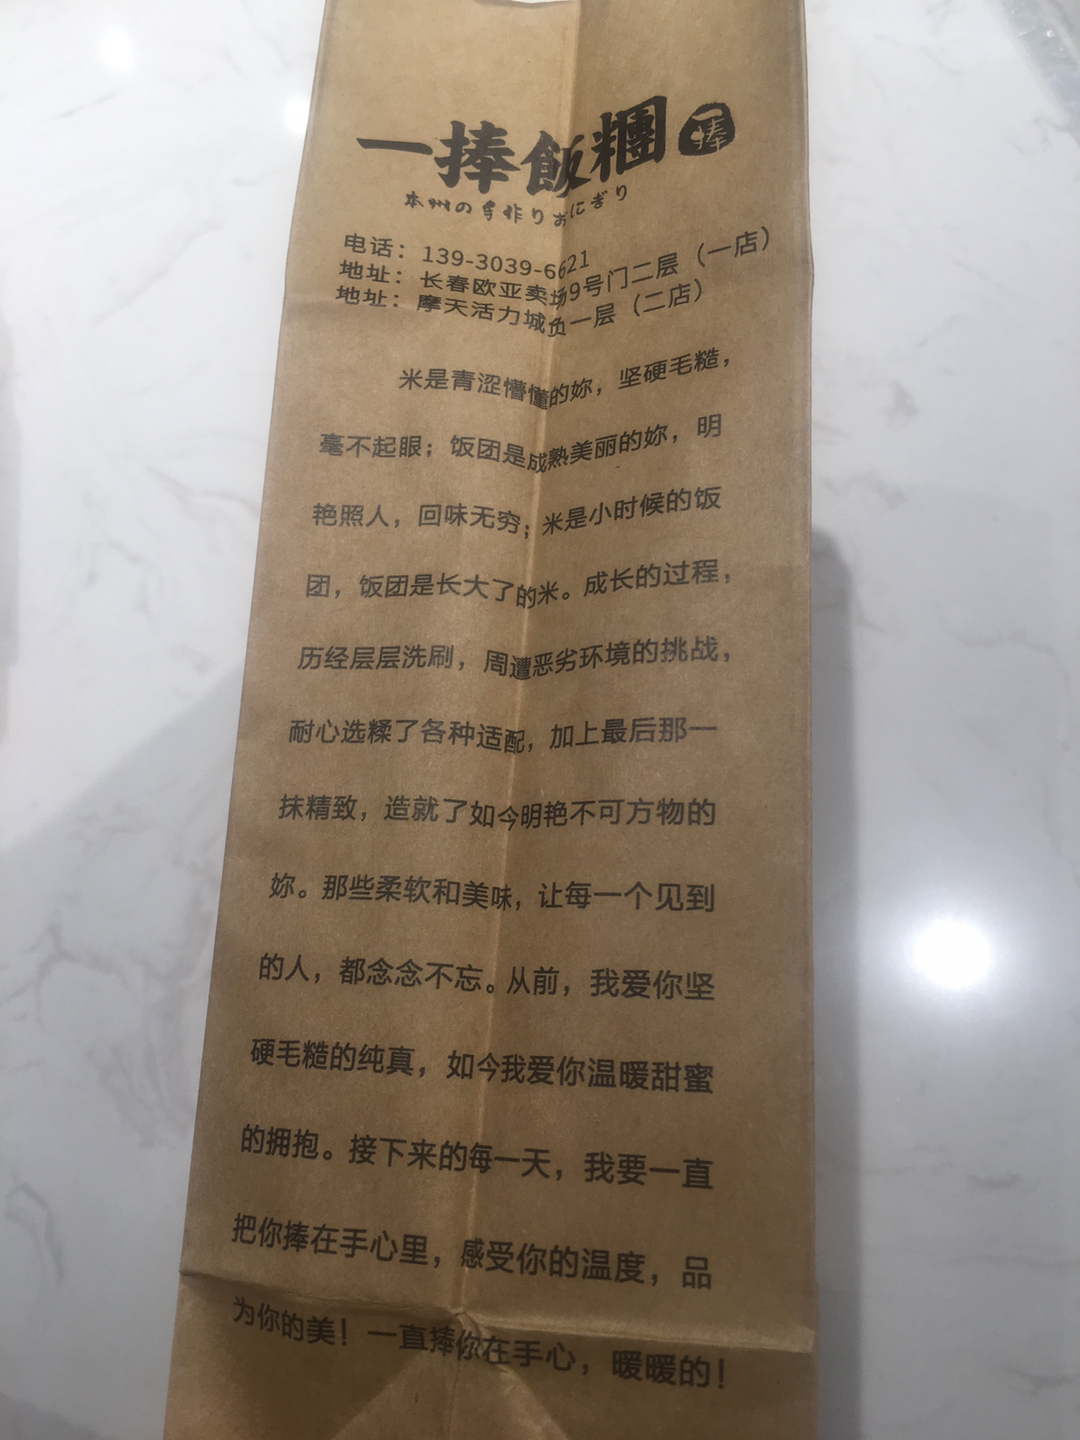 一捧飯糰 一捧
本州の手作りおにぎり
电话：139-3039-6621
地址：长春欧亚卖场9号门二层（一店）
地址：摩天活力城负一层（二店）
米是青涩懵懂的妳，坚硬毛糙，
毫不起眼；饭团是成熟美丽的妳，明
艳照人，回味无穷；米是小时候的饭
团，饭团是长大了的米。成长的过程，
历经层层洗刷，周遭恶劣环境的挑战，
耐心选糅了各种适配，加上最后那一
抹精致，造就了如今明艳不可方物的
妳。那些柔软和美味，让每一个见到
的人，都念念不忘。从前，我爱你坚
硬毛糙的纯真，如今我爱你温暖甜蜜
的拥抱。接下来的每一天，我要一直
把你捧在手心里，感受你的温度，品
为你的美！一直捧你在手心，暖暖的！